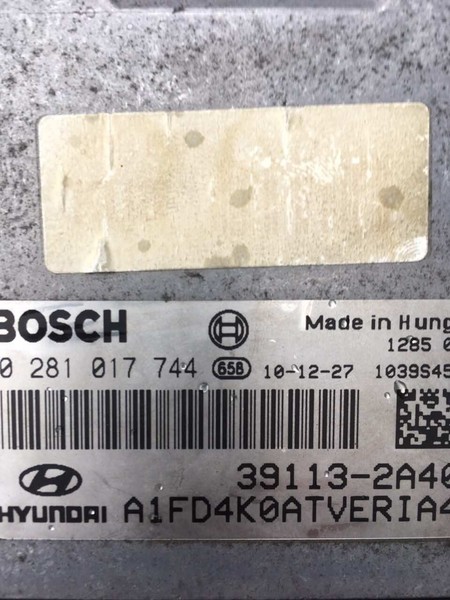 BOSCH
Made in Hung
1285 0
0 281 017 744 658 10-12-27 1039S45
39113-2A40
HYUNDAI A1FD4K0ATVERIA4